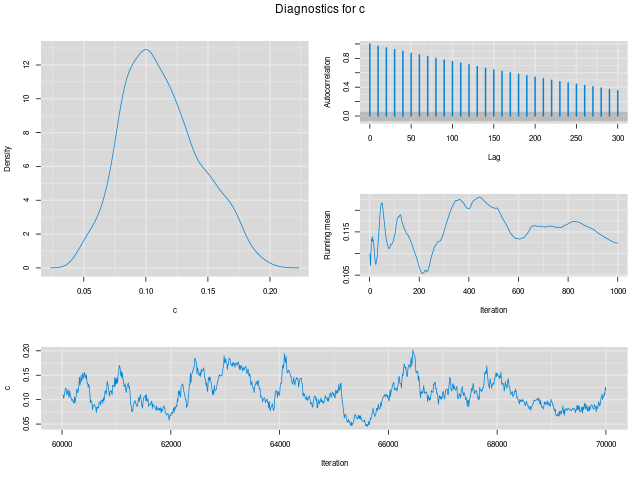 Diagnostics for c
Density
0 2 4 6 8 10 12
0.05 0.10 0.15 0.20
c
Autocorrelation
0.0 0.4 0.8
0 50 100 150 200 250 300
Lag
Running mean
0.105 0.115
0 200 400 600 800 1000
Iteration
c
0.05 0.10 0.15 0.20
60000 62000 64000 66000 68000 70000
Iteration